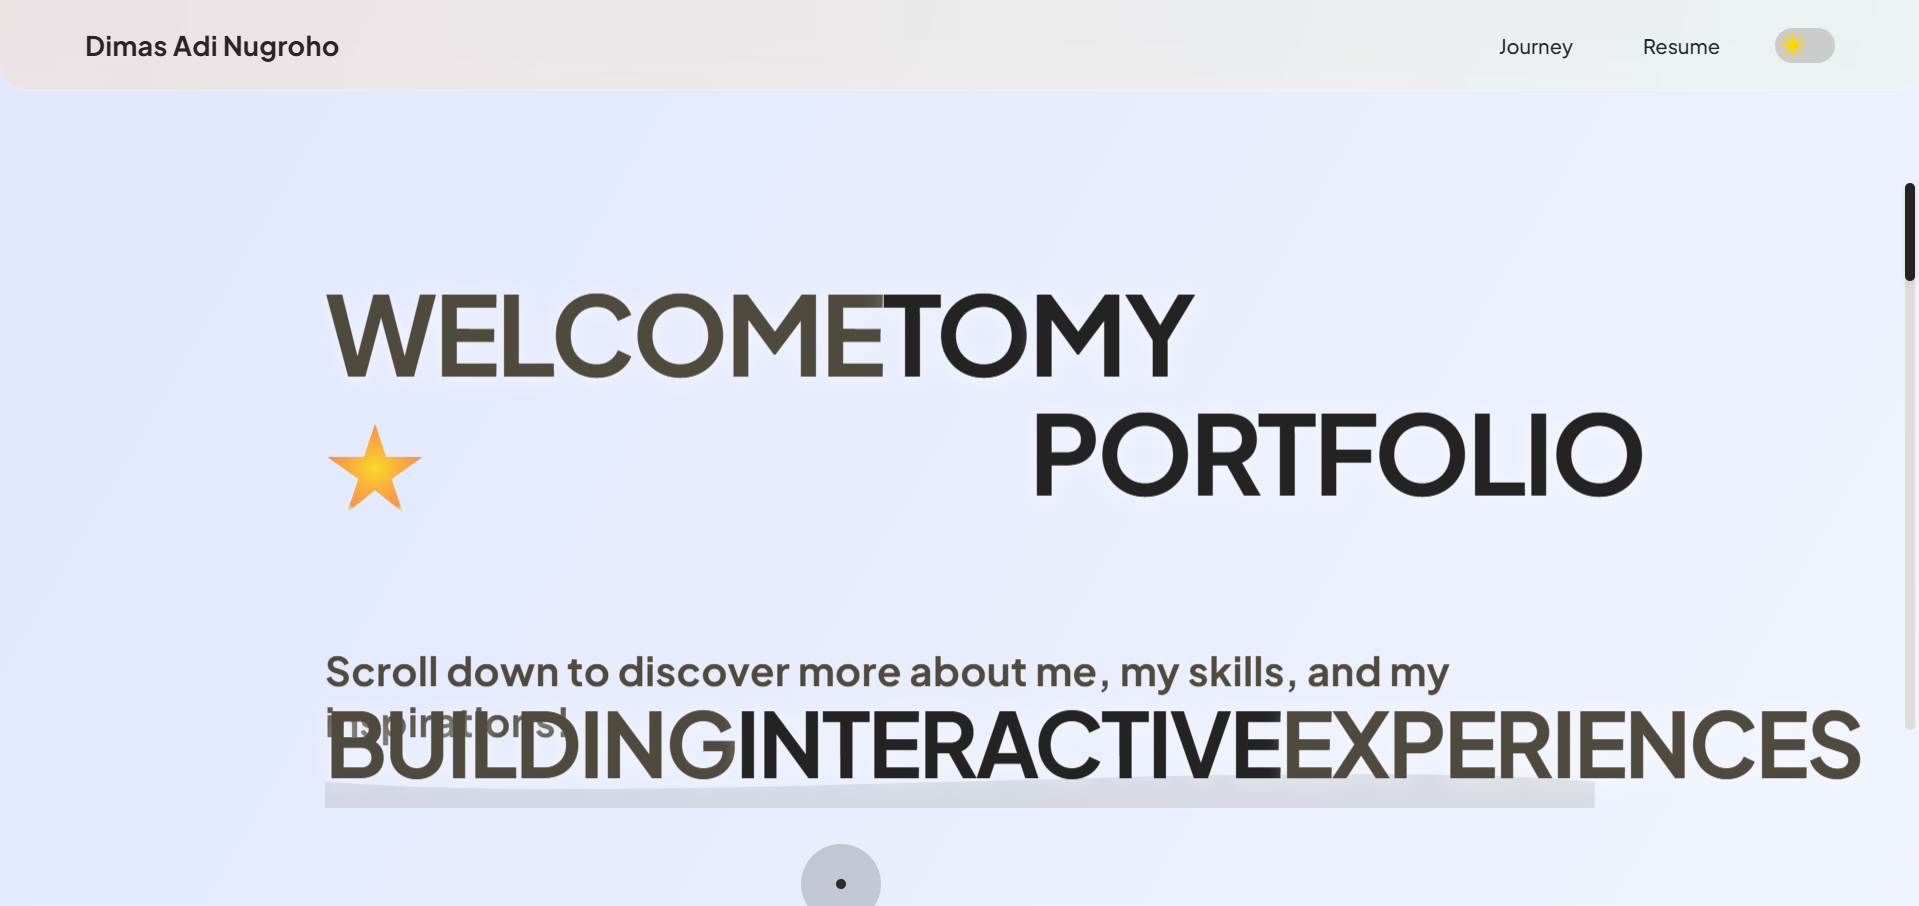 Dimas Adi Nugroho
Journey
Resume
WELCOMETOMY
PORTFOLIO
Scroll down to discover more about me, my skills, and my
inspirations!
BUILDINGINTERACTIVEEXPERIENCES